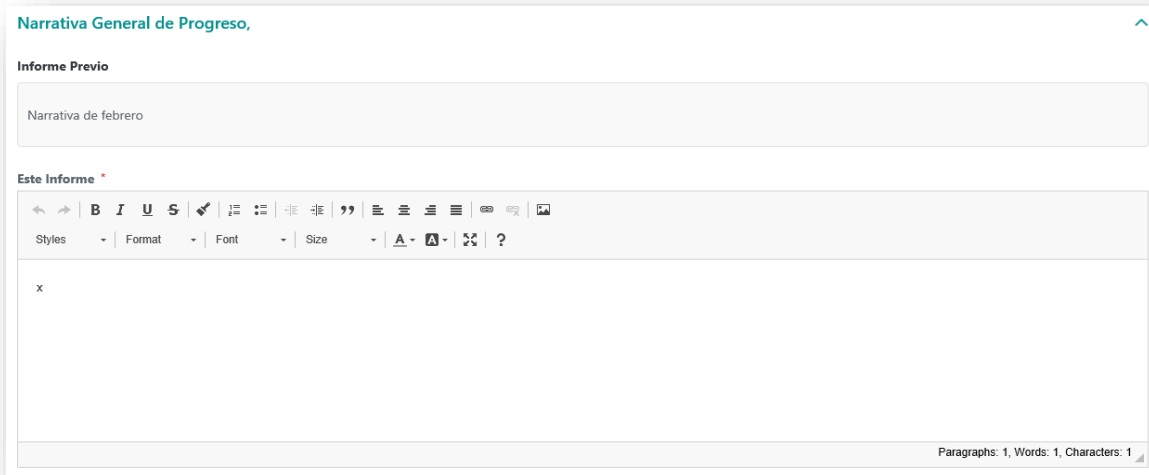 Narrativa General de Progreso,
Informe Previo
Narrativa de febrero
Este Informe *
B I U S
Styles Format Font Size A A ?
x
Paragraphs: 1, Words: 1, Characters: 1